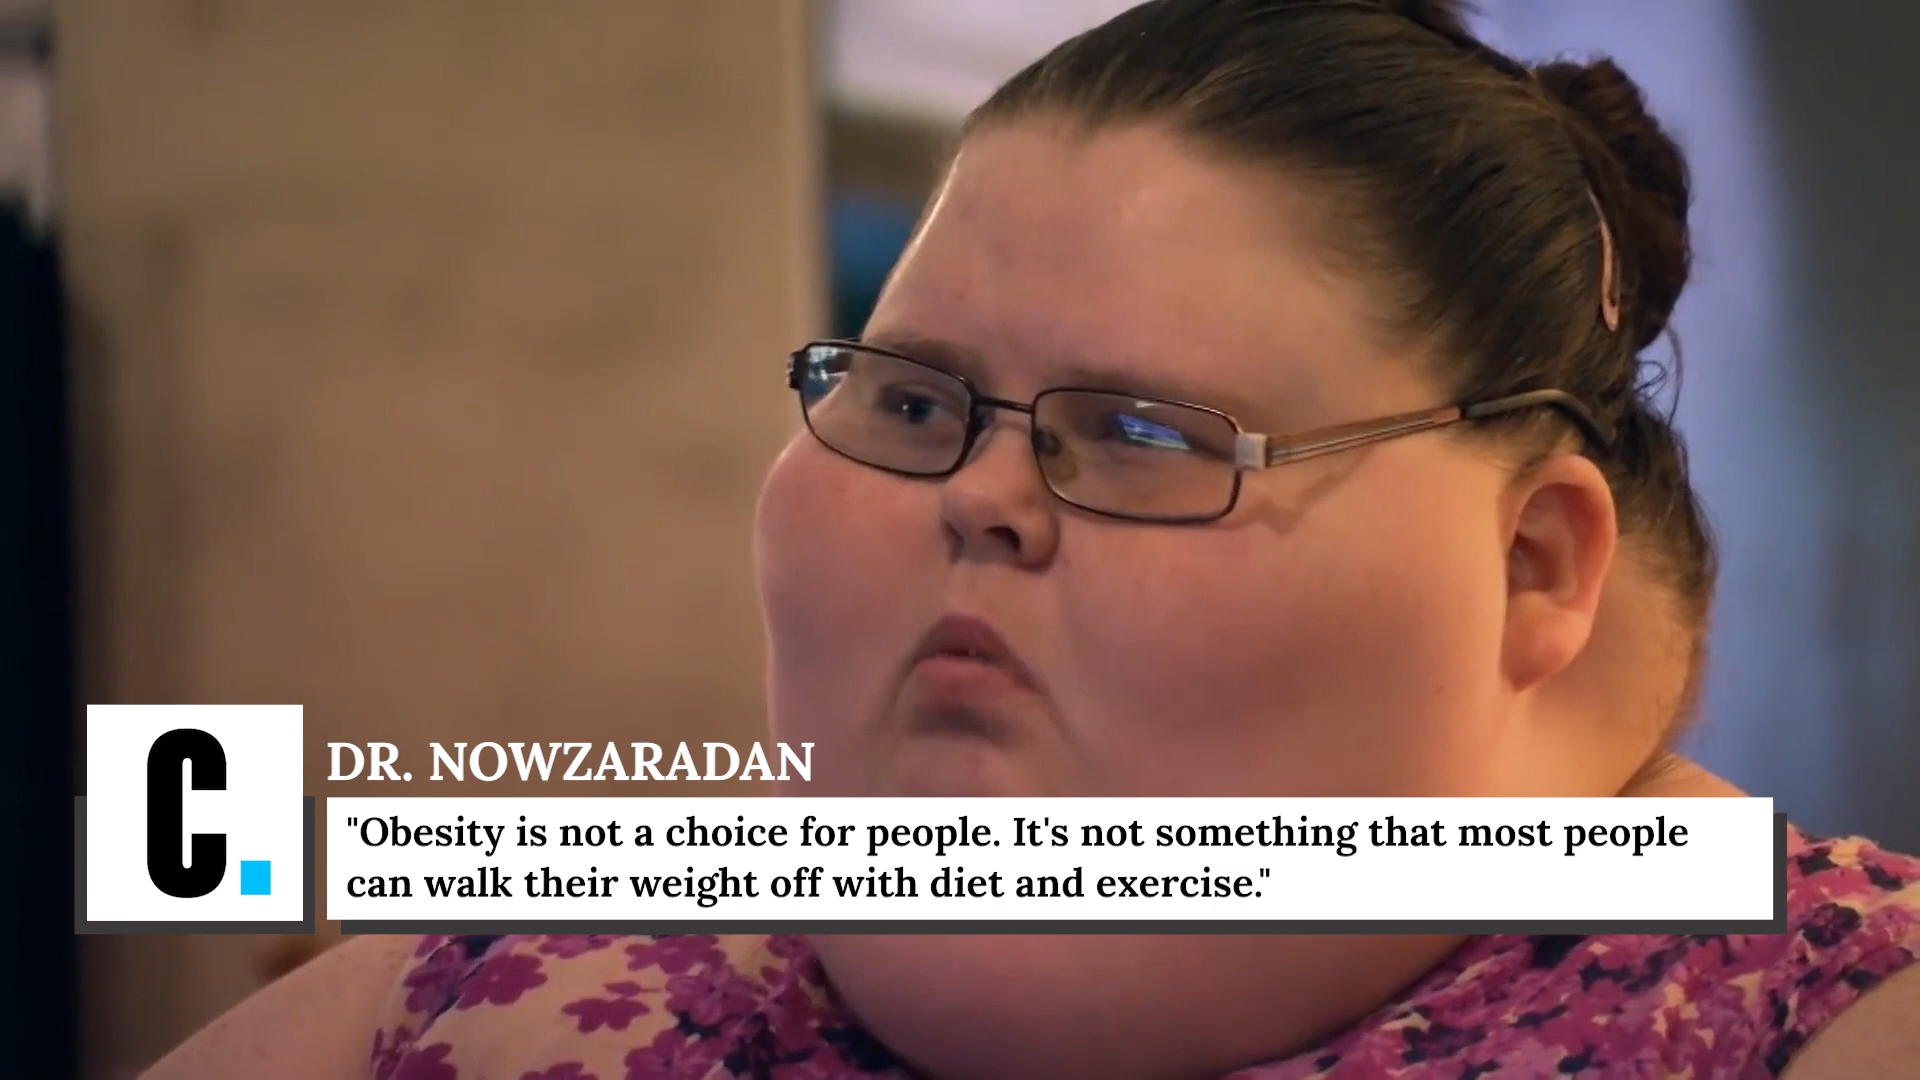 C.
DR. NOWZARADAN
"Obesity is not a choice for people. It's not something that most people
can walk their weight off with diet and exercise."